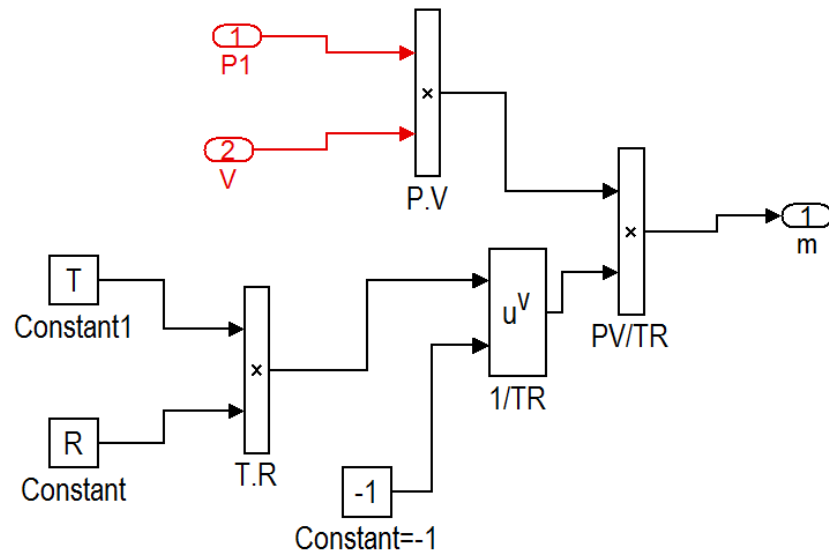 1
P1
×
2
V
P.V
1
m
×
T
Constant1
u^v
PV/TR
×
1/TR
R
Constant
T.R
-1
Constant=-1